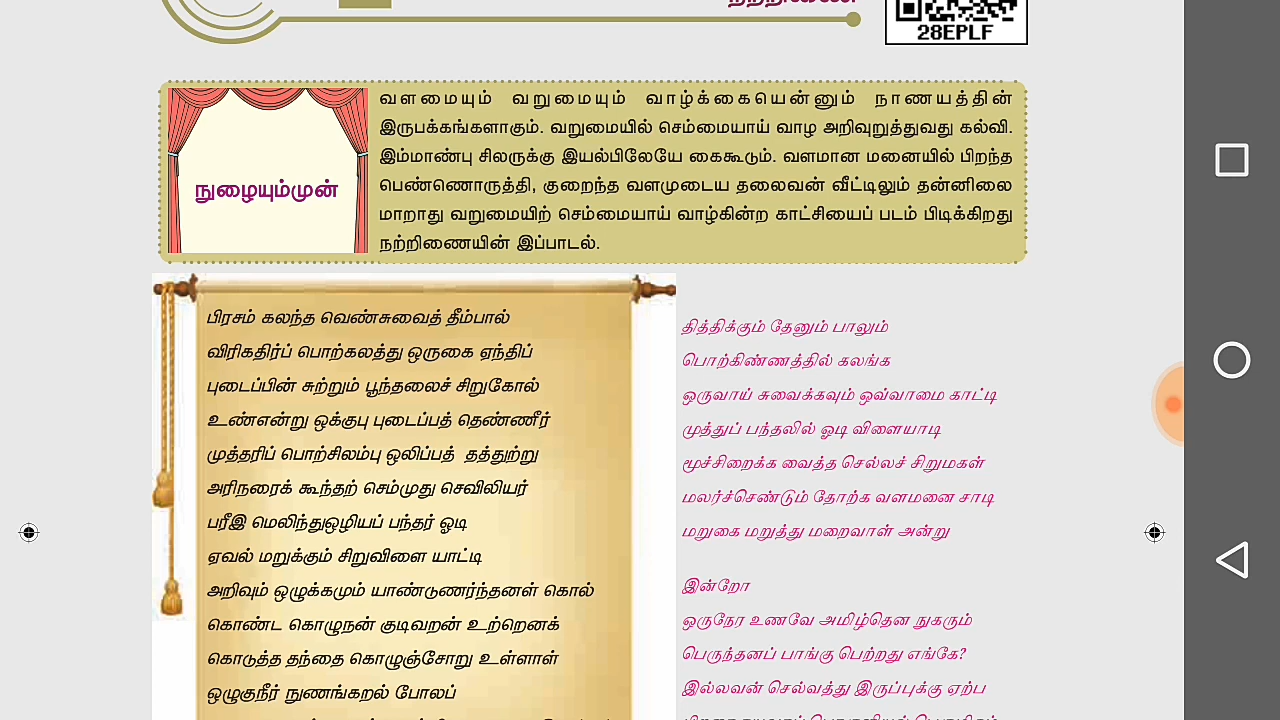 நற்றிணை
28EPLF
வளமையும் வறுமையும் வாழ்க்கையென்னும் நாணயத்தின்
இருபக்கங்களாகும். வறுமையில் செம்மையாய் வாழ அறிவுறுத்துவது கல்வி.
இம்மாண்பு சிலருக்கு இயல்பிலேயே கைகூடும். வளமான மனையில் பிறந்த
பெண்ணொருத்தி, குறைந்த வளமுடைய தலைவன் வீட்டிலும் தன்னிலை
மாறாது வறுமையிற் செம்மையாய் வாழ்கின்ற காட்சியைப் படம் பிடிக்கிறது
நற்றிணையின் இப்பாடல்.
நுழையும்முன்
பிரசம் கலந்த வெண்சுவைத் தீம்பால்
விரிகதிர்ப் பொற்கலத்து ஒருகை ஏந்திப்
புடைப்பின் சுற்றும் பூந்தலைச் சிறுகோல்
உண்என்று ஒக்குபு புடைப்பத் தெண்ணீர்
முத்தரிப் பொற்சிலம்பு ஒலிப்பத் தத்துற்று
அரிநரைக் கூந்தற் செம்முது செவிலியர்
பரீஇ மெலிந்துஒழியப் பந்தர் ஓடி
ஏவல் மறுக்கும் சிறுவிளை யாட்டி
அறிவும் ஒழுக்கமும் யாண்டுணர்ந்தனள் கொல்
கொண்ட கொழுநன் குடிவறன் உற்றெனக்
கொடுத்த தந்தை கொழுஞ்சோறு உள்ளாள்
ஒழுகுநீர் நுணங்கறல் போலப்
தித்திக்கும் தேனும் பாலும்
பொற்கிண்ணத்தில் கலங்க
ஒருவாய் சுவைக்கவும் ஒவ்வாமை காட்டி
முத்துப் பந்தலில் ஓடி விளையாடி
மூச்சிறைக்க வைத்த செல்லச் சிறுமகள்
மலர்ச்செண்டும் தோற்க வளமனை சாடி
மறுகை மறுத்து மறைவாள் அன்று
இன்றோ
ஒருநேர உணவே அமிழ்தென நுகரும்
பெருந்தனப் பாங்கு பெற்றது எங்கே?
இல்லவன் செல்வத்து இருப்புக்கு ஏற்ப